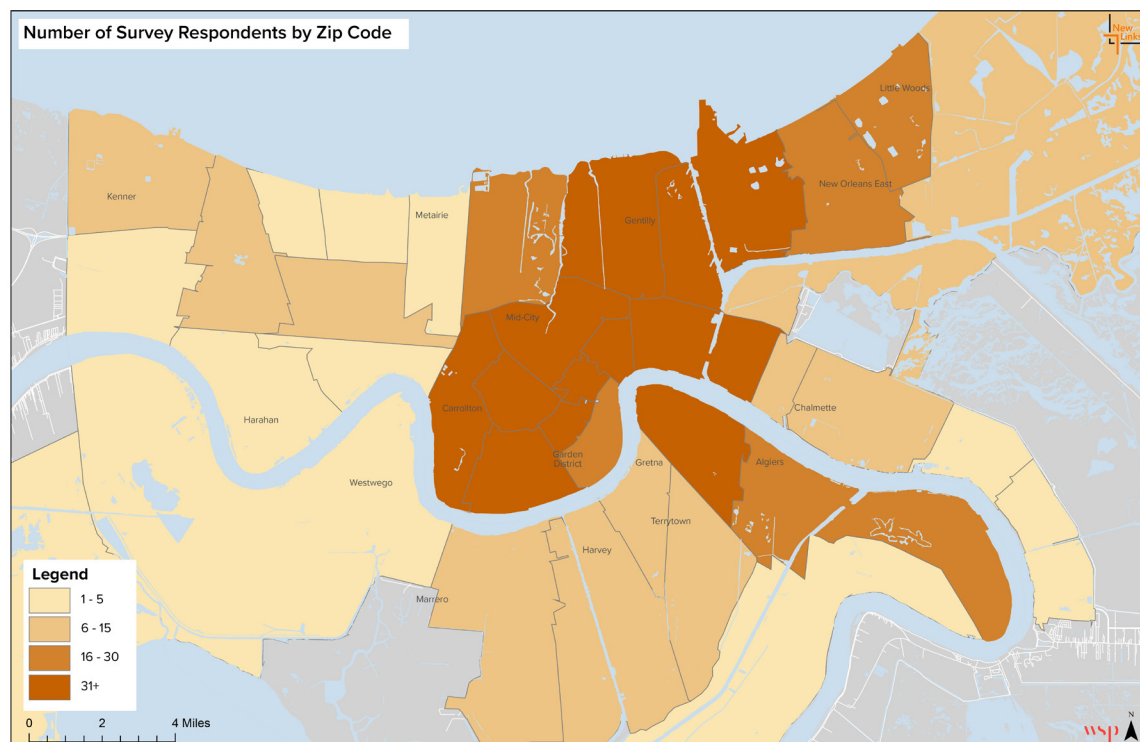 Number of Survey Respondents by Zip Code
New
Links
Little Woods
Kenner
New Orleans East
Metairie
Gentilly
Mid-City
Carrollton
Chalmette
Harahan
Garden
District
Gretna
Algiers
Westwego
Terrytown
Harvey
Marrero
Legend
1 - 5
6 - 15
16 - 30
31+
0 2 4 Miles
wsp
N